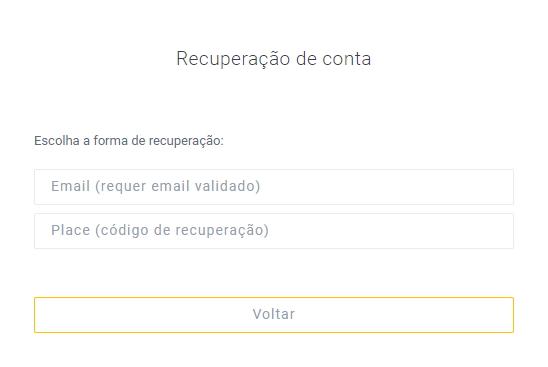 Recuperação de conta
Escolha a forma de recuperação:
Email (requer email validado)
Place (código de recuperação)
Voltar